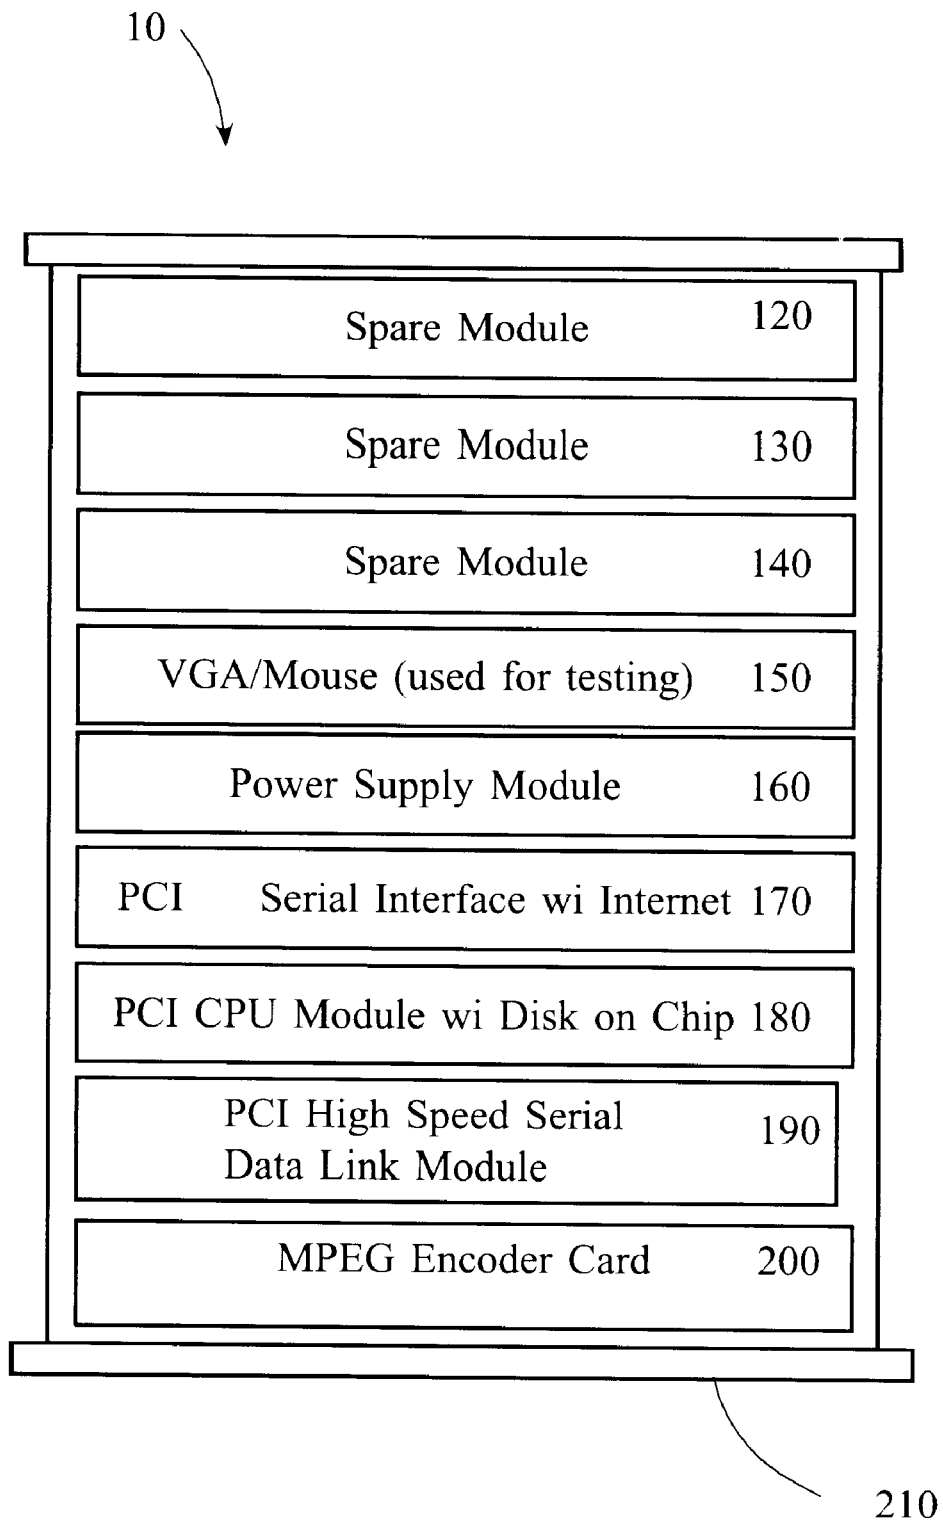 10
Spare Module 120
Spare Module 130
Spare Module 140
VGA/Mouse (used for testing) 150
Power Supply Module 160
PCI Serial Interface wi Internet 170
PCI CPU Module wi Disk on Chip 180
PCI High Speed Serial 190
Data Link Module
MPEG Encoder Card 200
210